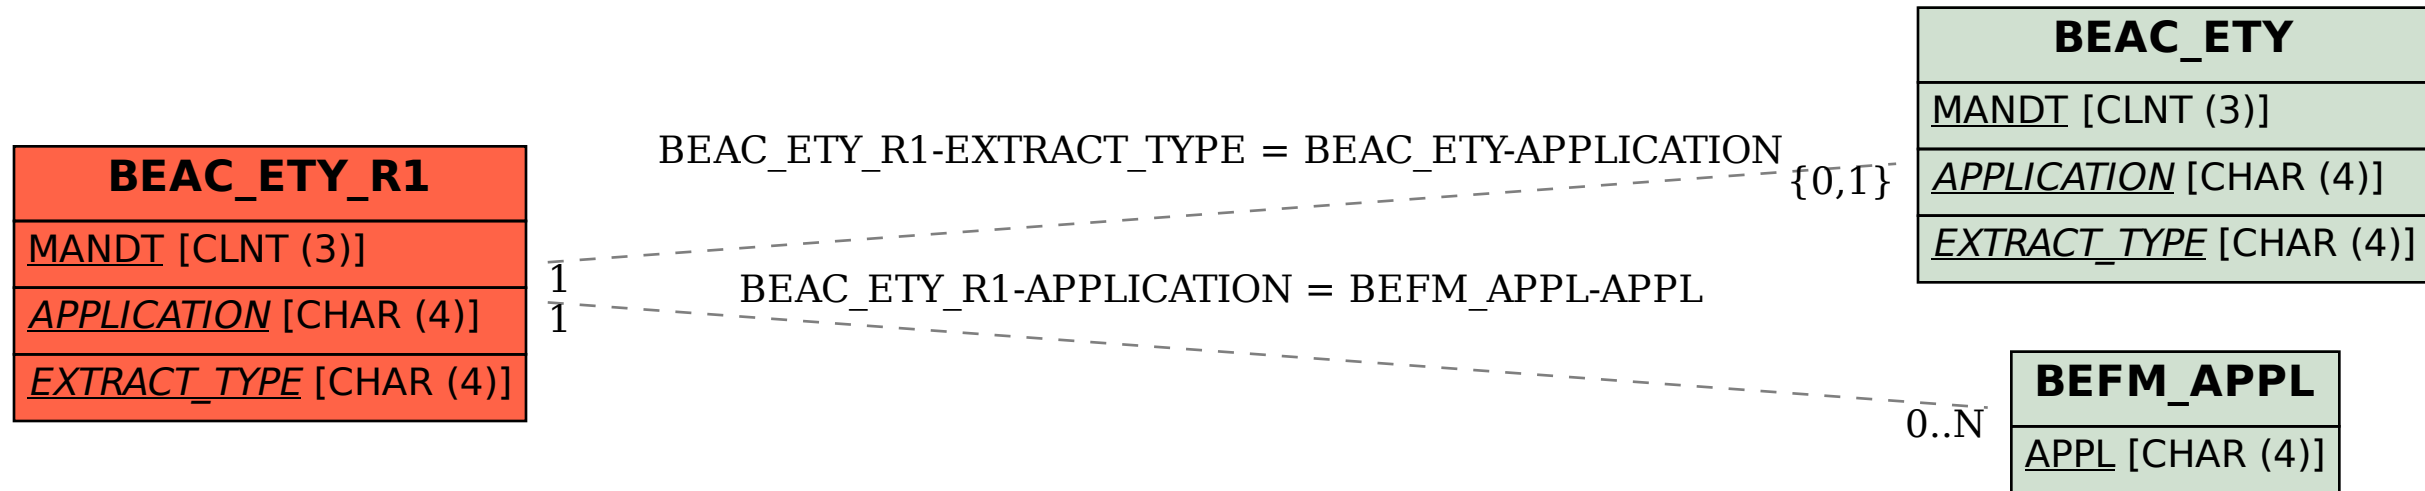 BEAC_ETY_R1
MANDT [CLNT (3)]
APPLICATION [CHAR (4)]
EXTRACT_TYPE [CHAR (4)]
BEAC_ETY_R1-EXTRACT_TYPE = BEAC_ETY-APPLICATION
{0,1}
1
BEAC_ETY_R1-APPLICATION = BEFM_APPL-APPL
1
0..N
BEAC_ETY
MANDT [CLNT (3)]
APPLICATION [CHAR (4)]
EXTRACT_TYPE [CHAR (4)]
BEFM_APPL
APPL [CHAR (4)]